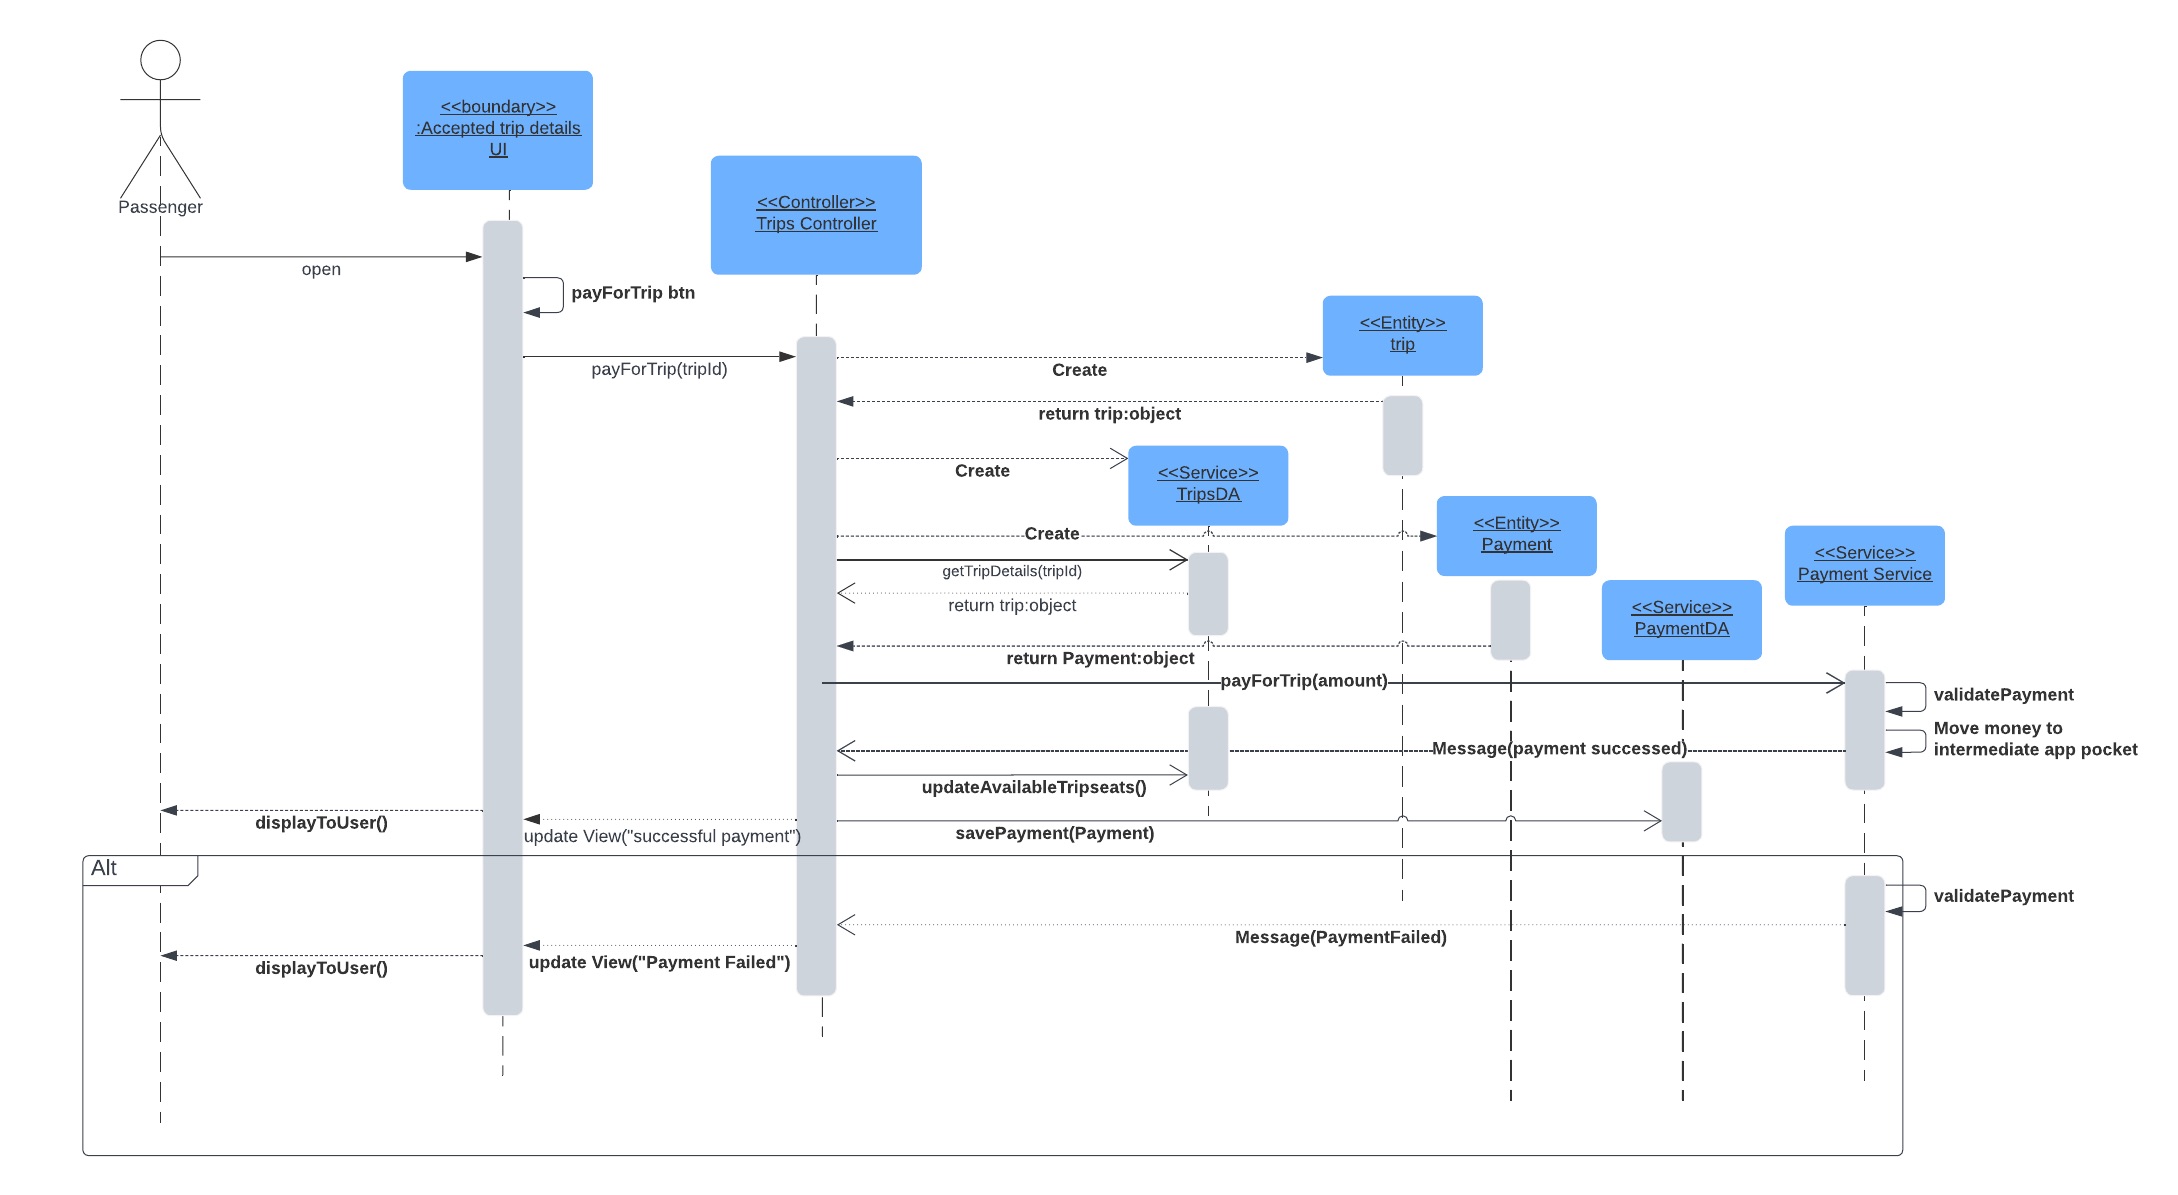 <<boundary>>
:Accepted trip details
UI
<<Controller>>
Trips Controller
Passenger
open
payForTrip btn
<<Entity>>
trip
payForTrip(tripId)
Create
return trip:object
Create
<<Service>>
TripsDA
<<Entity>>
Payment
Create
<<Service>>
Payment Service
getTripDetails(tripId)
return trip:object
<<Service>>
PaymentDA
return Payment:object
payForTrip(amount)
validatePayment
Move money to
intermediate app pocket
Message(payment successed)
updateAvailableTripseats()
displayToUser()
update View("successful payment")
savePayment(Payment)
Alt
validatePayment
Message(PaymentFailed)
update View("Payment Failed")
displayToUser()